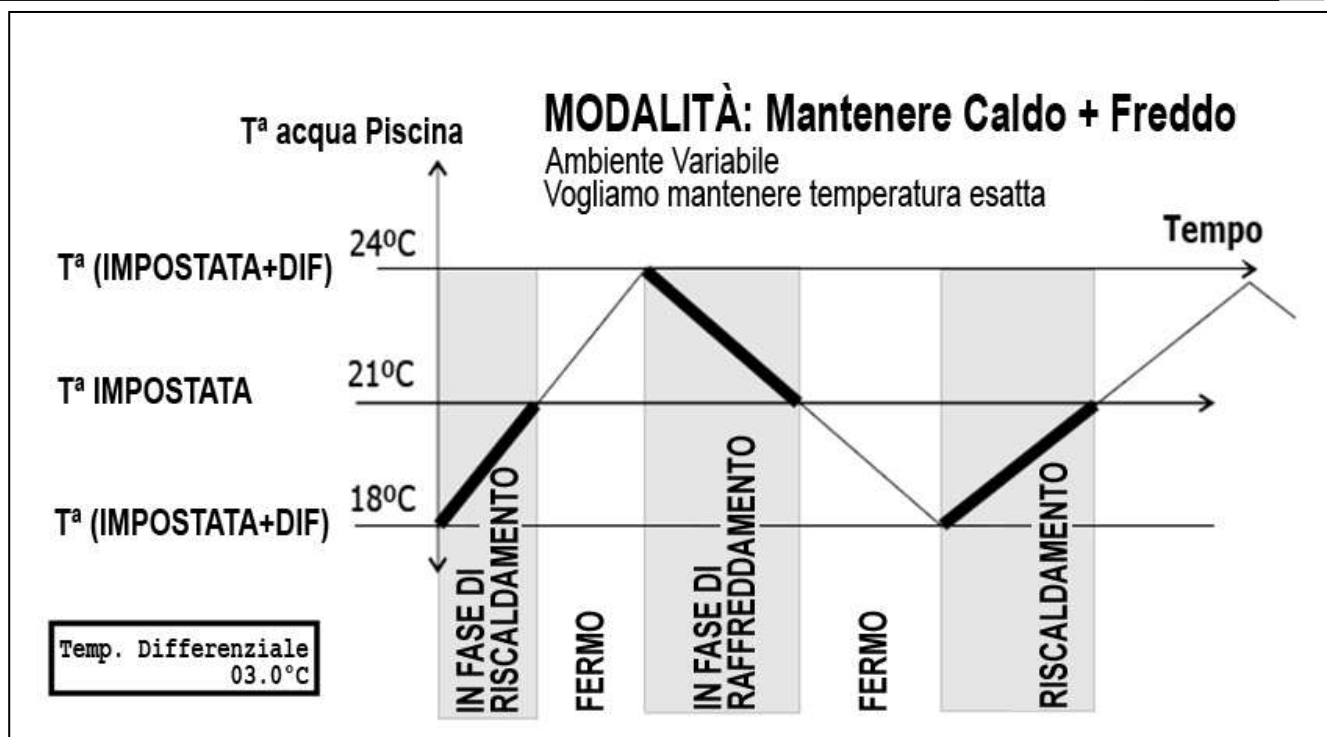 MODALITÀ: Mantenere Caldo + Freddo
Tª acqua Piscina
Ambiente Variabile
Vogliamo mantenere temperatura esatta
Tempo
24ºC
Tª (IMPOSTATA+DIF)
21ºC
Tª IMPOSTATA
18ºC
Tª (IMPOSTATA+DIF)
IN FASE DI
RISCALDAMENTO
FERMO
IN FASE DI
RAFFREDDAMENTO
FERMO
RISCALDAMENTO
Temp. Differenziale
03.0°C